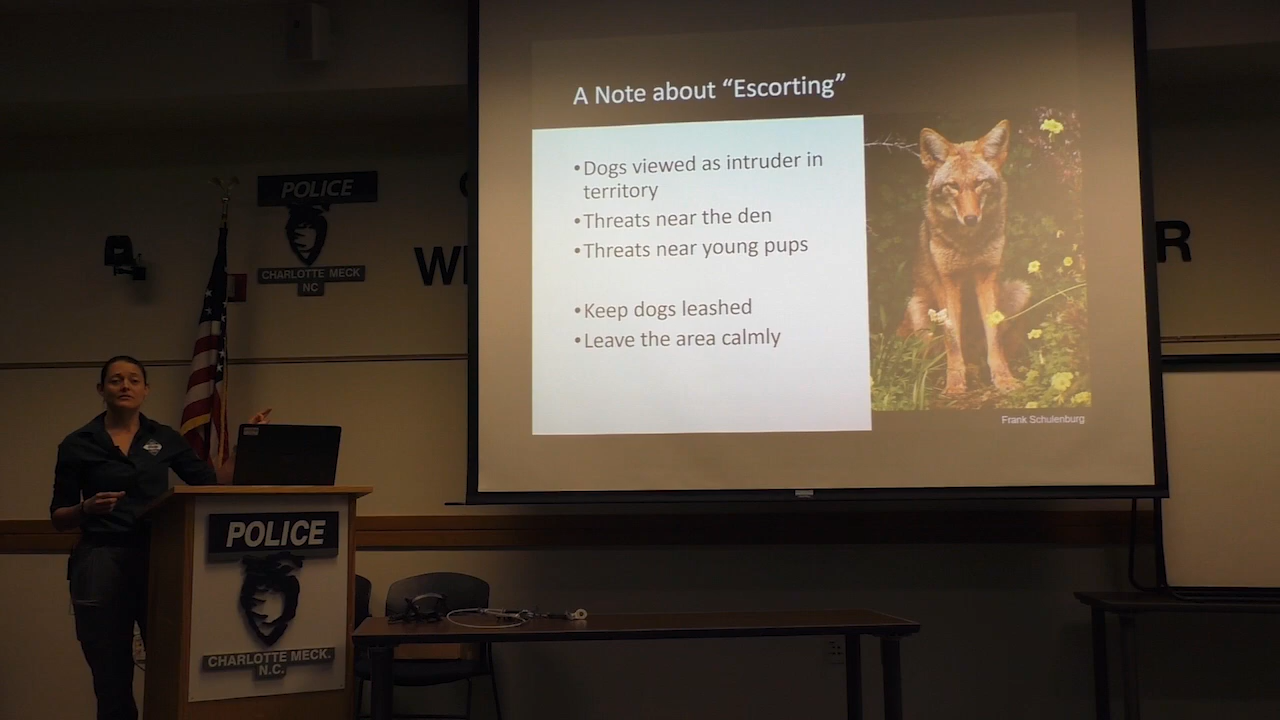 A Note about “Escorting”
•Dogs viewed as intruder in
territory
•Threats near the den
•Threats near young pups
•Keep dogs leashed
•Leave the area calmly
Frank Schulenburg
POLICE
CHARLOTTE MECK
NC
POLICE
CHARLOTTE MECK.
N.C.